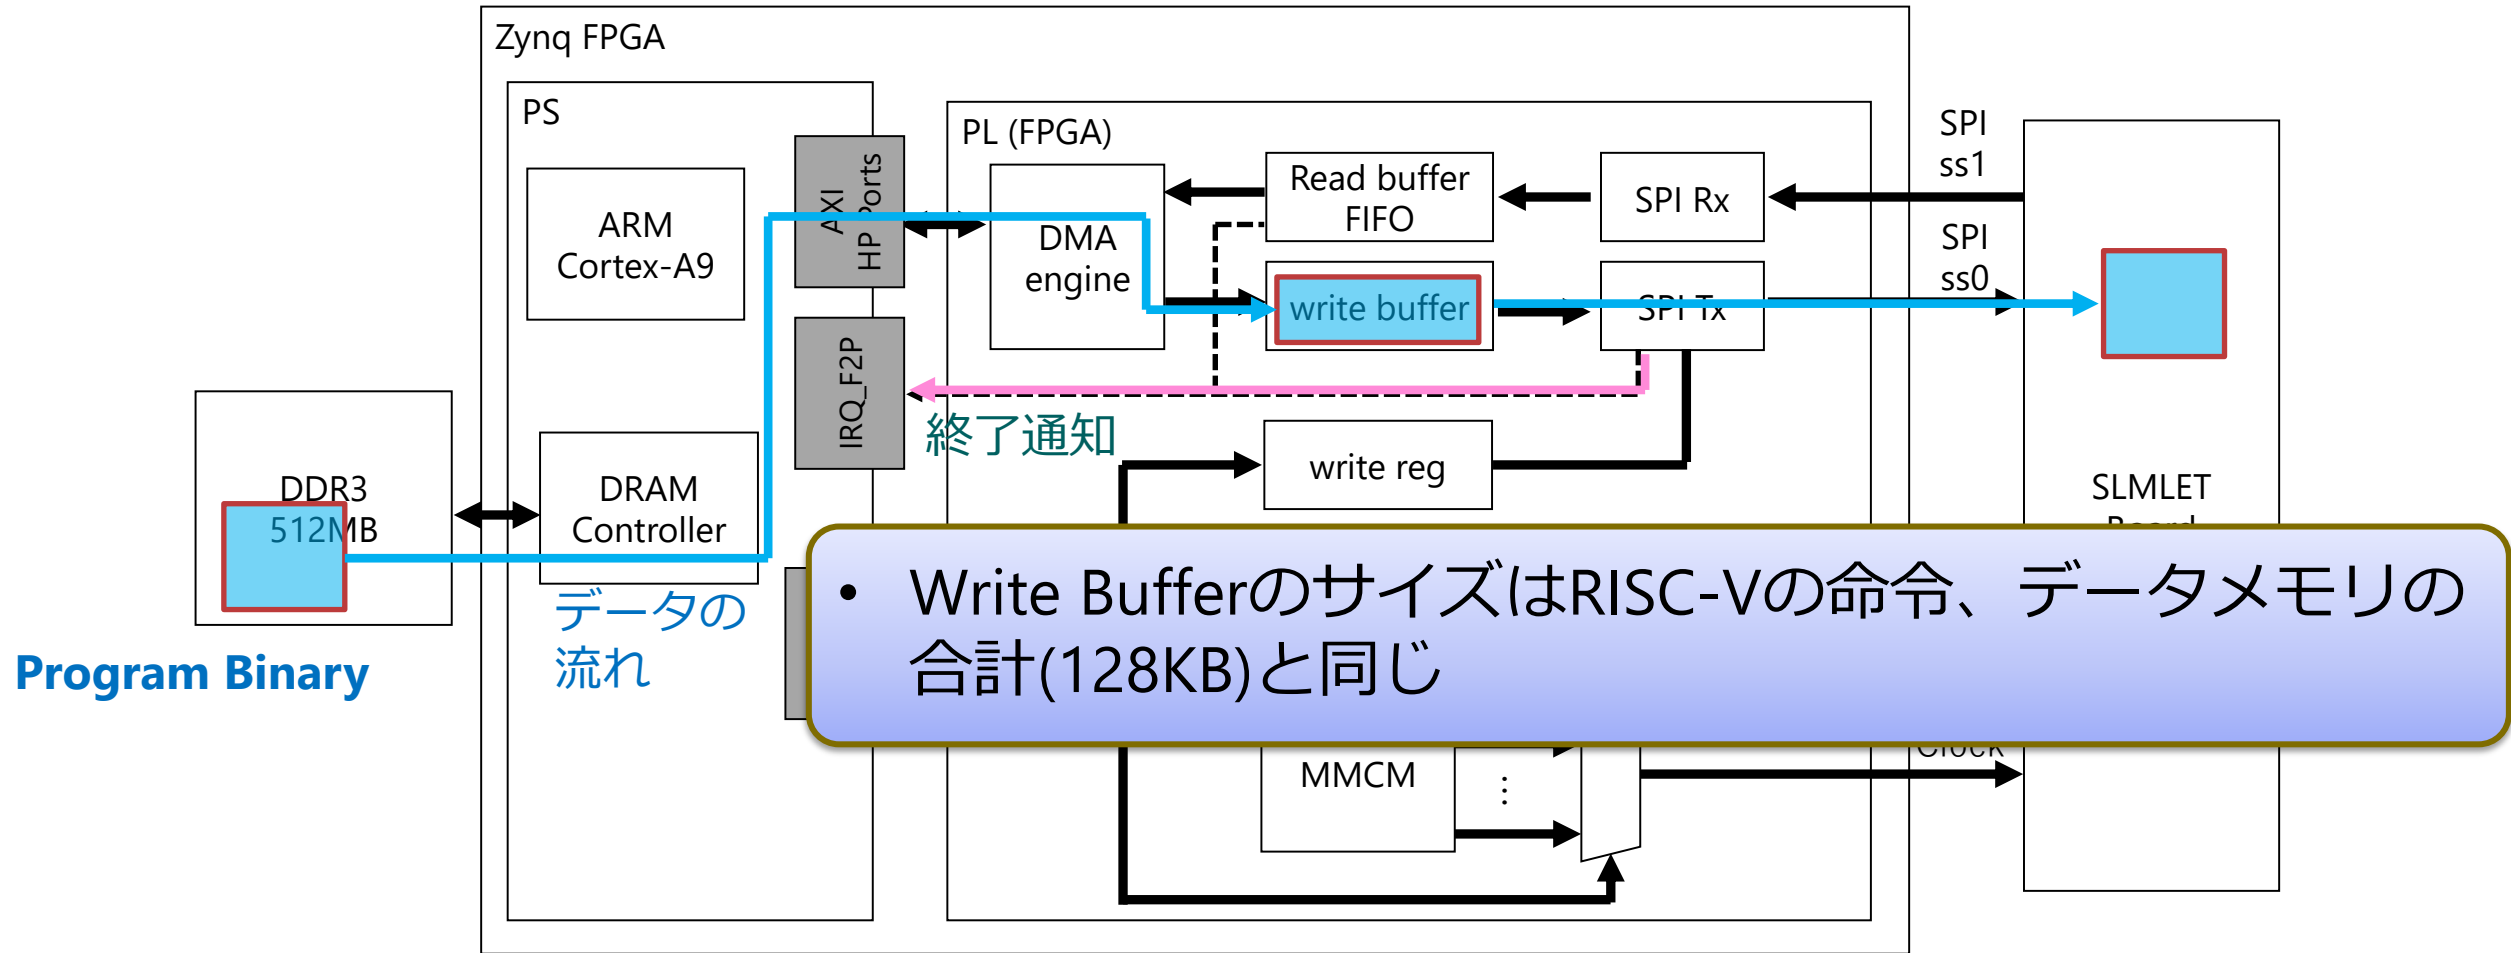 Zynq FPGA
PS
ARM
Cortex-A9
AXI
HP Ports
IRQ_F2P
DRAM
Controller
DDR3
512MB
Program Binary
データの
流れ
PL (FPGA)
DMA
engine
Read buffer
FIFO
SPI Rx
write buffer
SPI Tx
終了通知
write reg
SPI
ss1
SPI
ss0
SLMLET
Board
• Write BufferのサイズはRISC-Vの命令、データメモリの
合計(128KB)と同じ
MMCM
…
Clock